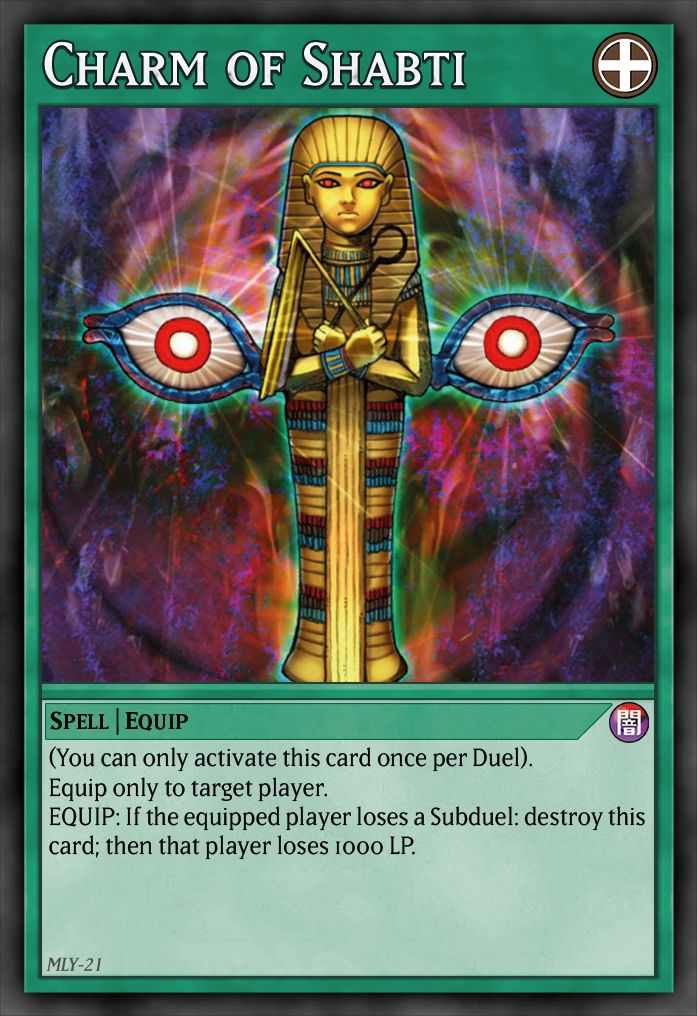 Charm of Shabti
Spell | Equip
闇
(You can only activate this card once per Duel).
Equip only to target player.
EQUIP: If the equipped player loses a Subduel: destroy this
card; then that player loses 1000 LP.
MLY-21